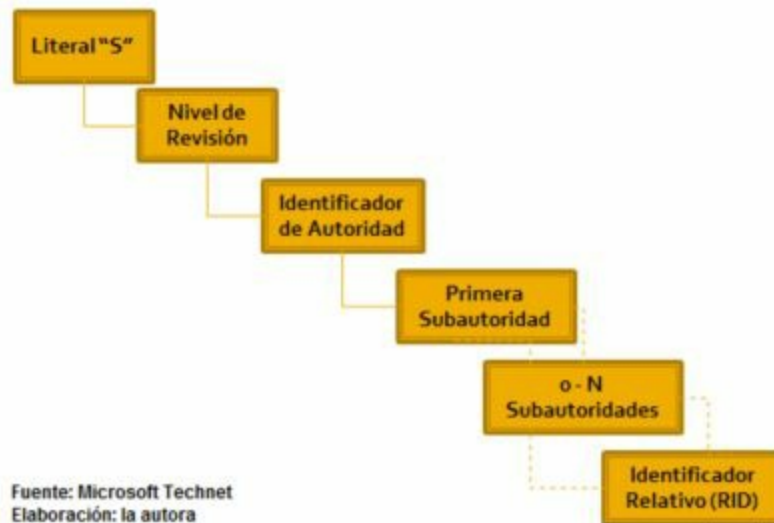 Literal "S"
Nivel de
Revisión
Identificador
de Autoridad
Primera
Subautoridad
0 - N
Subautoridades
Identificador
Relativo (RID)
Fuente: Microsoft Technet
Elaboración: la autora